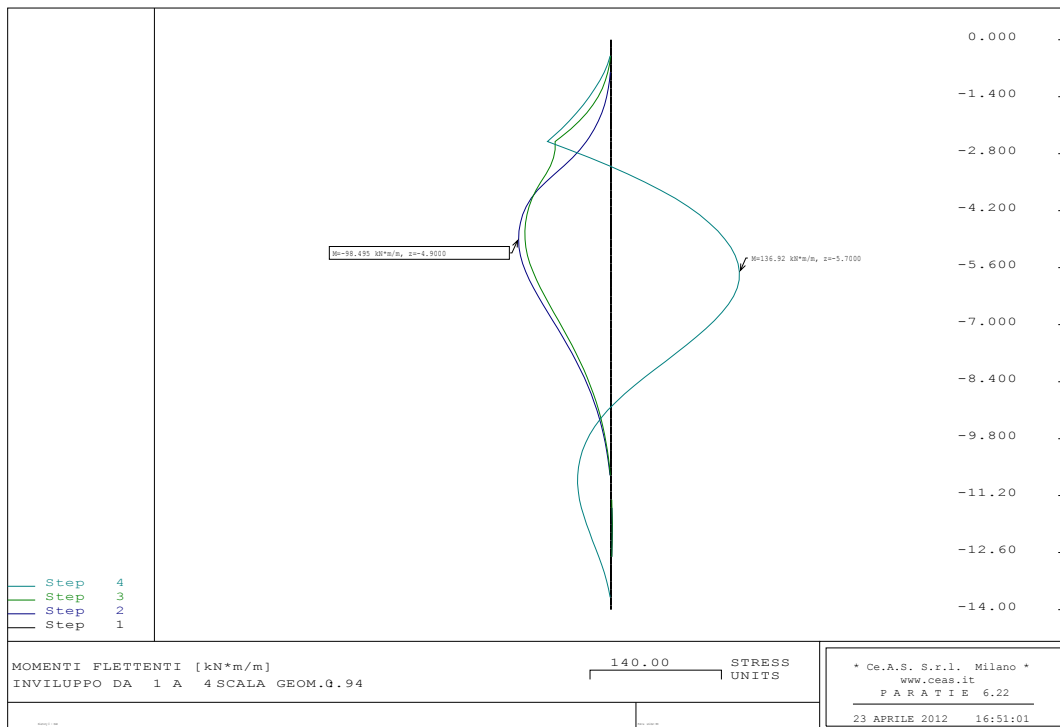 0.000
-1.400
-2.800
-4.200
-5.600
-7.000
-8.400
-9.800
-11.20
-12.60
-14.00
M=-98.495 kN*m/m, z=-4.9000
M=136.92 kN*m/m, z=-5.7000
Step 4
Step 3
Step 2
Step 1
MOMENTI FLETTENTI [kN*m/m]
INVILUPPO DA 1 A 4 SCALA GEOM.
140.00 STRESS
UNITS
* Ce.A.S. S.r.l. Milano *
www.ceas.it
P A R A T I E 6.22
23 APRILE 2012 16:51:01